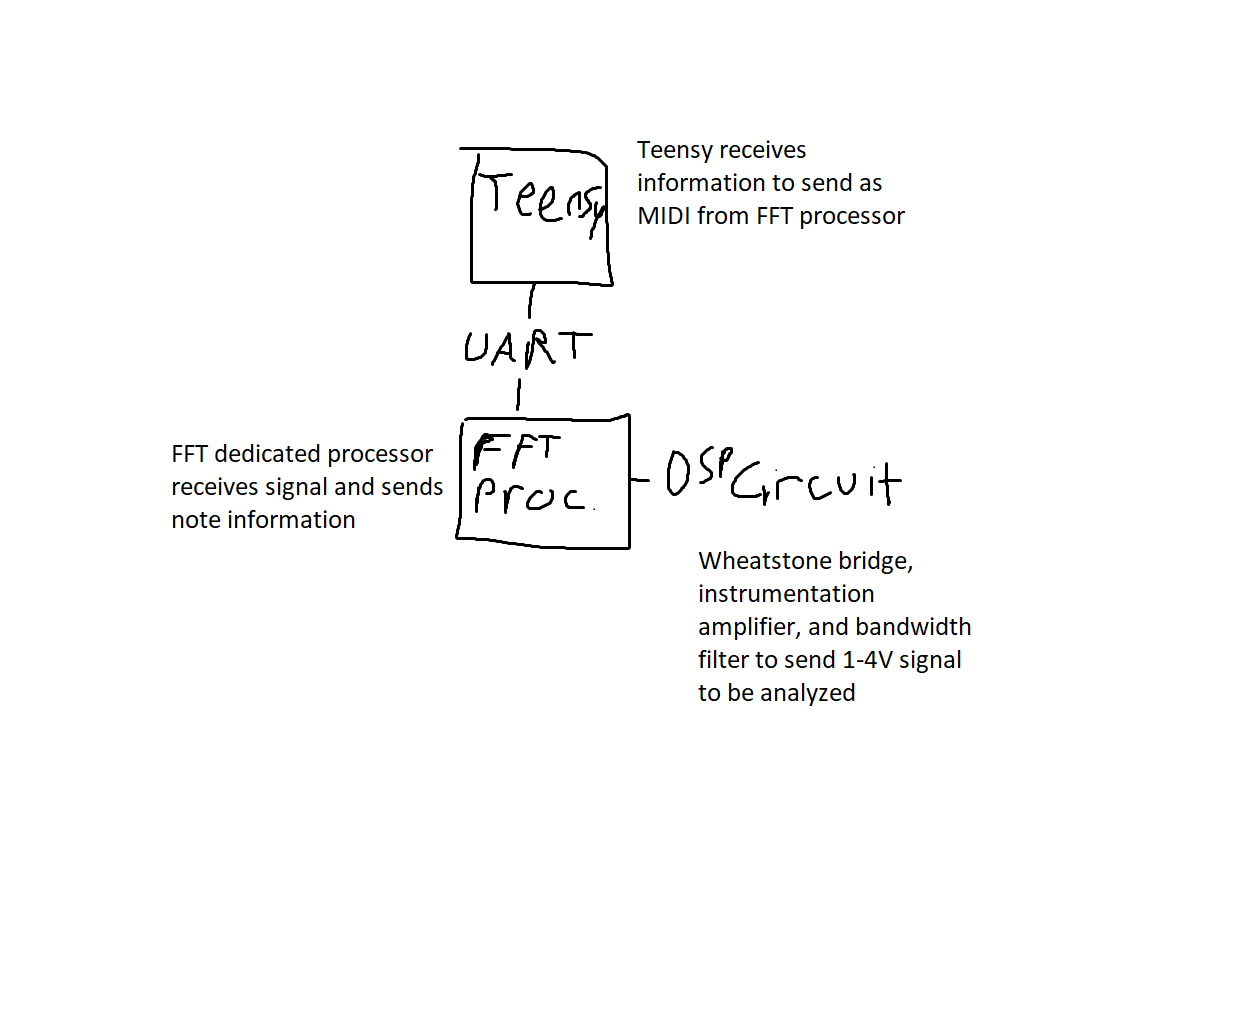 Teensy receives
information to send as
MIDI from FFT processor
Teensy
UART
FFT
Proc.
FFT dedicated processor
receives signal and sends
note information
DSP Circuit
Wheatstone bridge,
instrumentation
amplifier, and bandwidth
filter to send 1-4V signal
to be analyzed